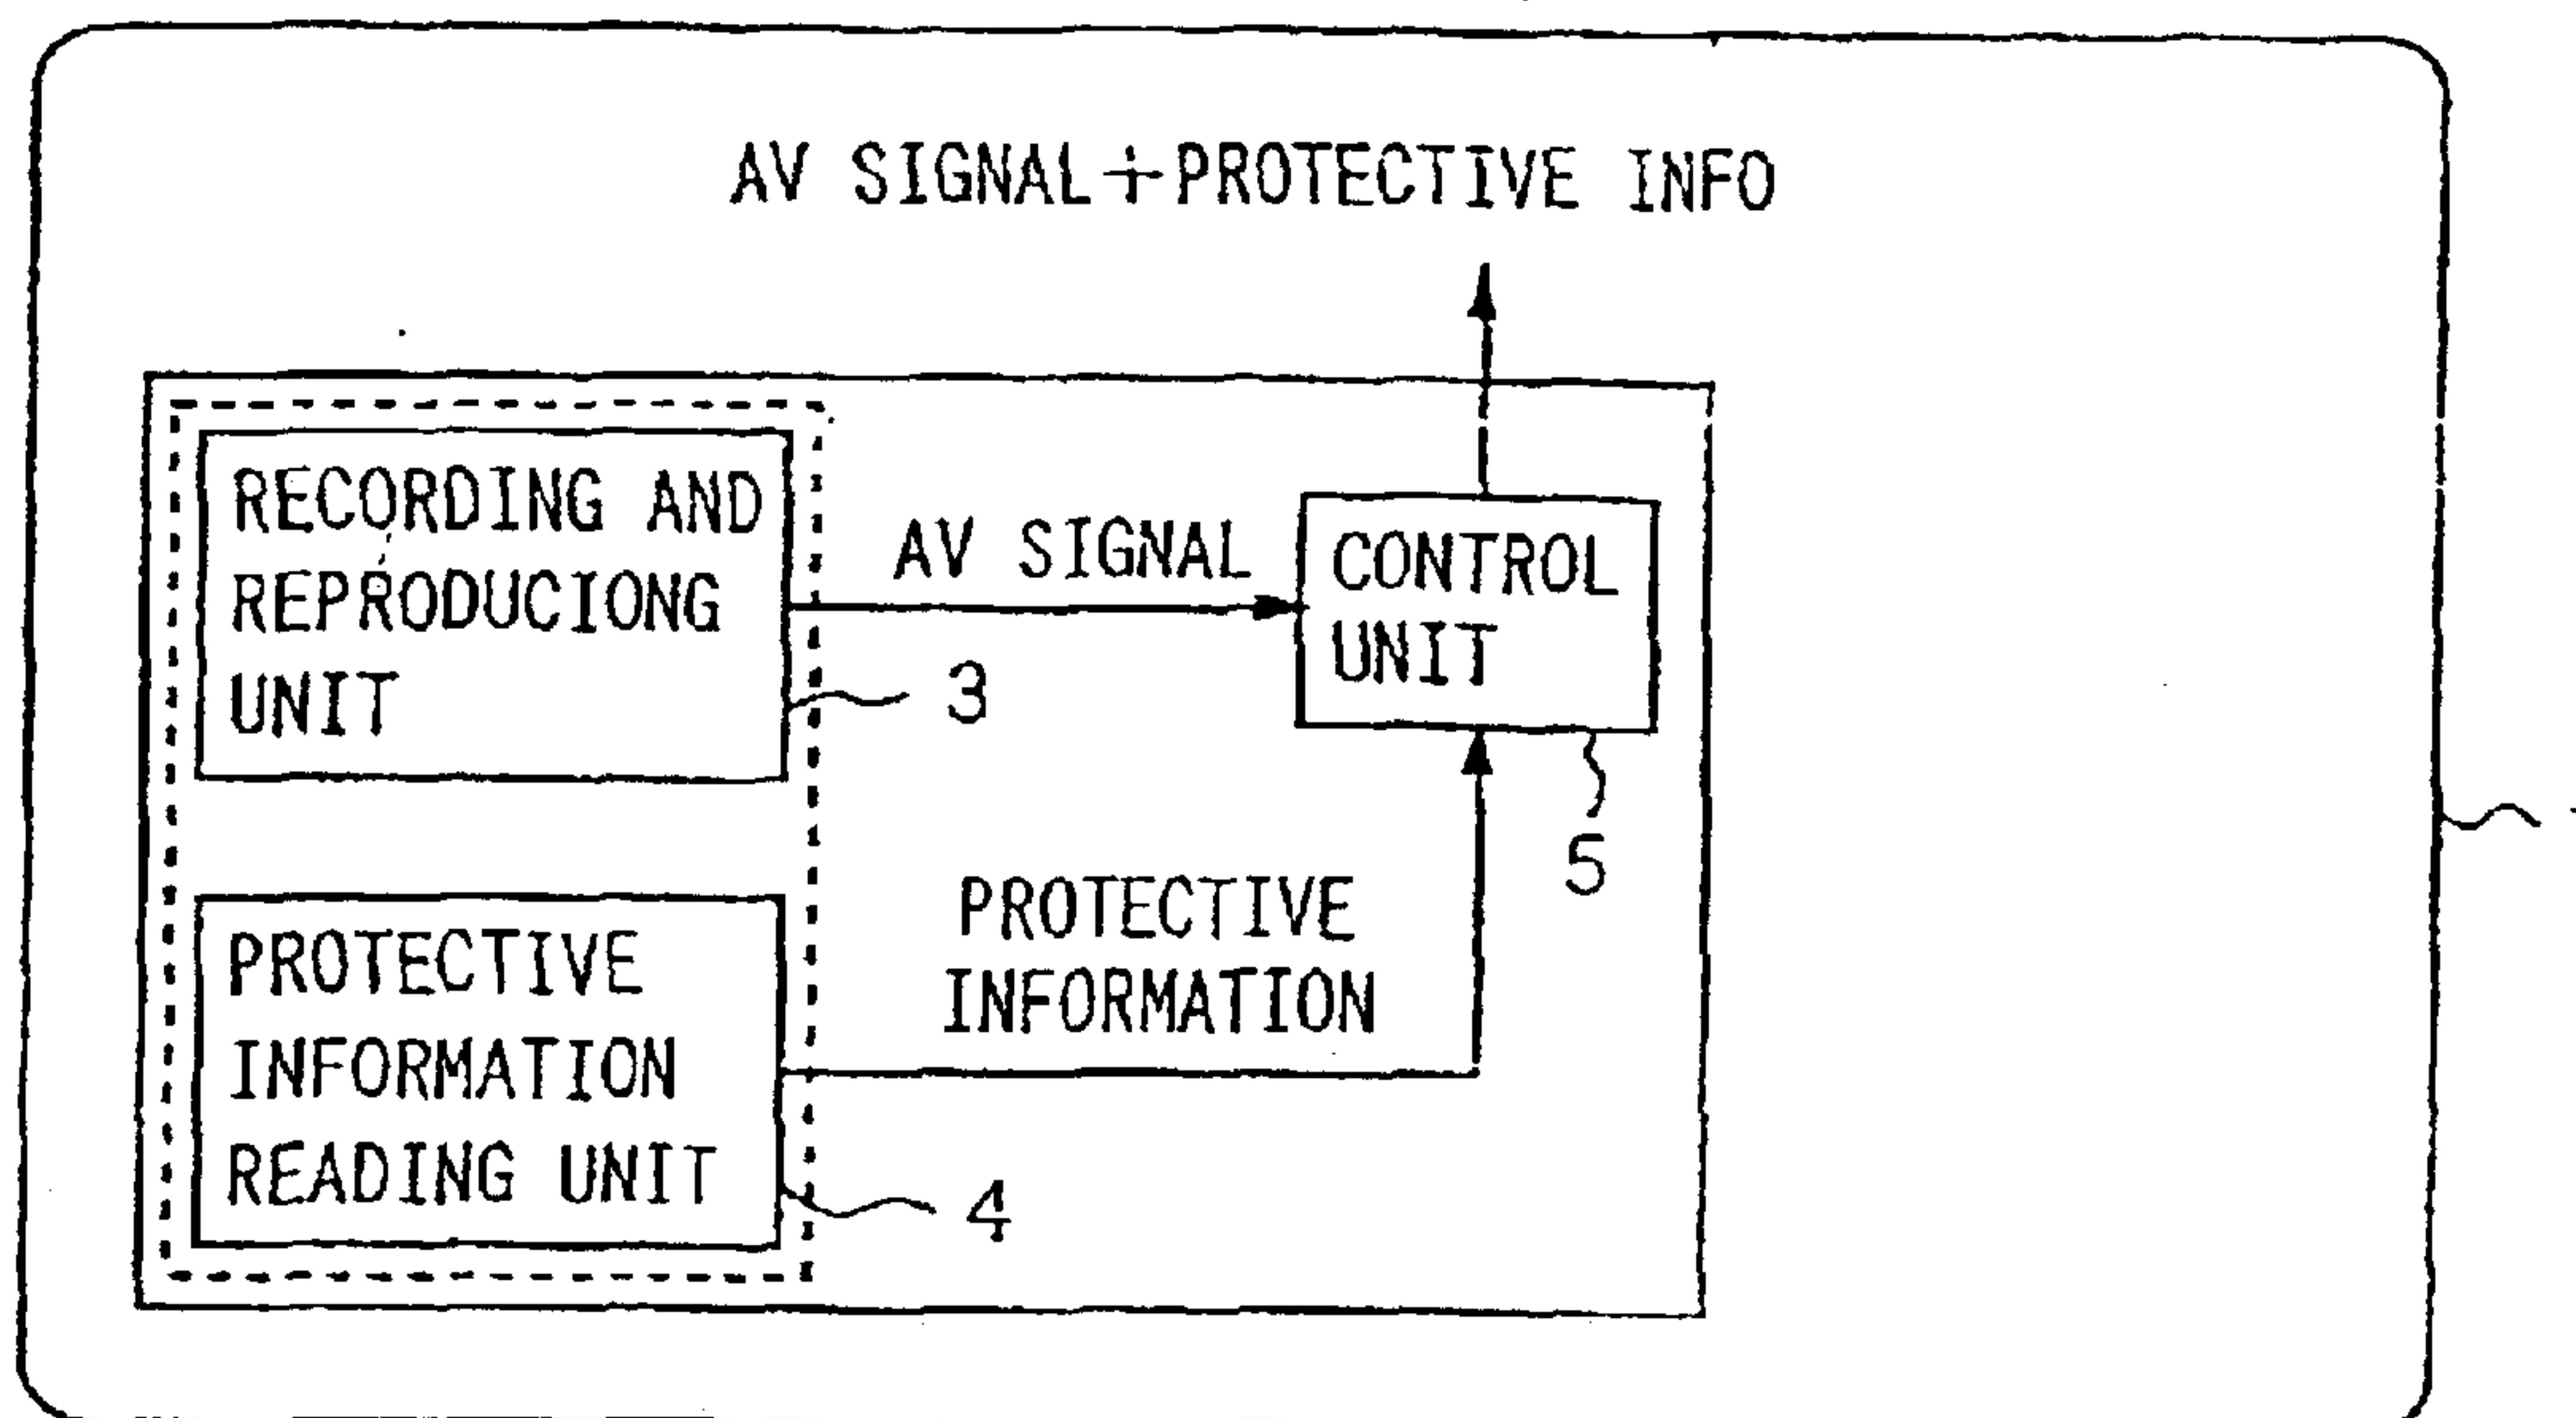 AV SIGNAL+PROTECTIVE INFO
RECORDING AND
REPRODUCIONG
UNIT
AV SIGNAL
CONTROL
UNIT
3
5
PROTECTIVE
INFORMATION
PROTECTIVE
INFORMATION
READING UNIT
4